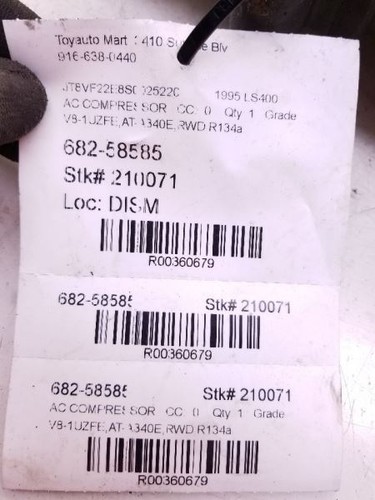 Toyauto Mart 410 Blv
916-638-0440
1995 LS400
AC COMPRESSOR CC: 0 Qty 1 Grade
V8-1UZFE,AT-A340E,RWD R134a
682-58585
Stk# 210071
Loc: DISM
R00360679
682-58585 Stk# 210071
R00360679
682-58585 Stk# 210071
AC COMPRESSOR CC: 0 Qty 1 Grade
V8-1UZFE,AT-A340E,RWD R134a
R00360679